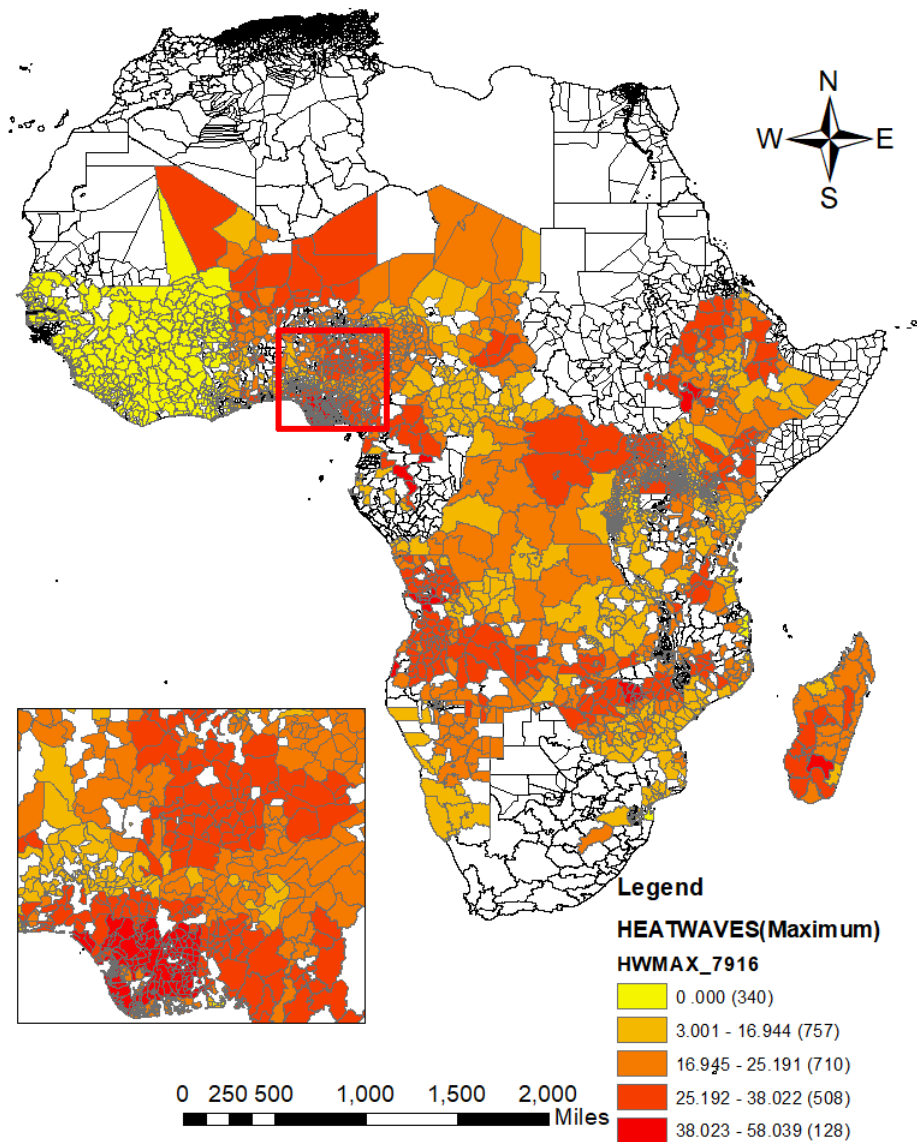 N
W E
S
Legend
HEATWAVES(Maximum)
HWMAX_7916
0 .000 (340)
3.001 - 16.944 (757)
16.945 - 25.191 (710)
25.192 - 38.022 (508)
38.023 - 58.039 (128)
0 250 500 1,000 1,500 2,000
Miles